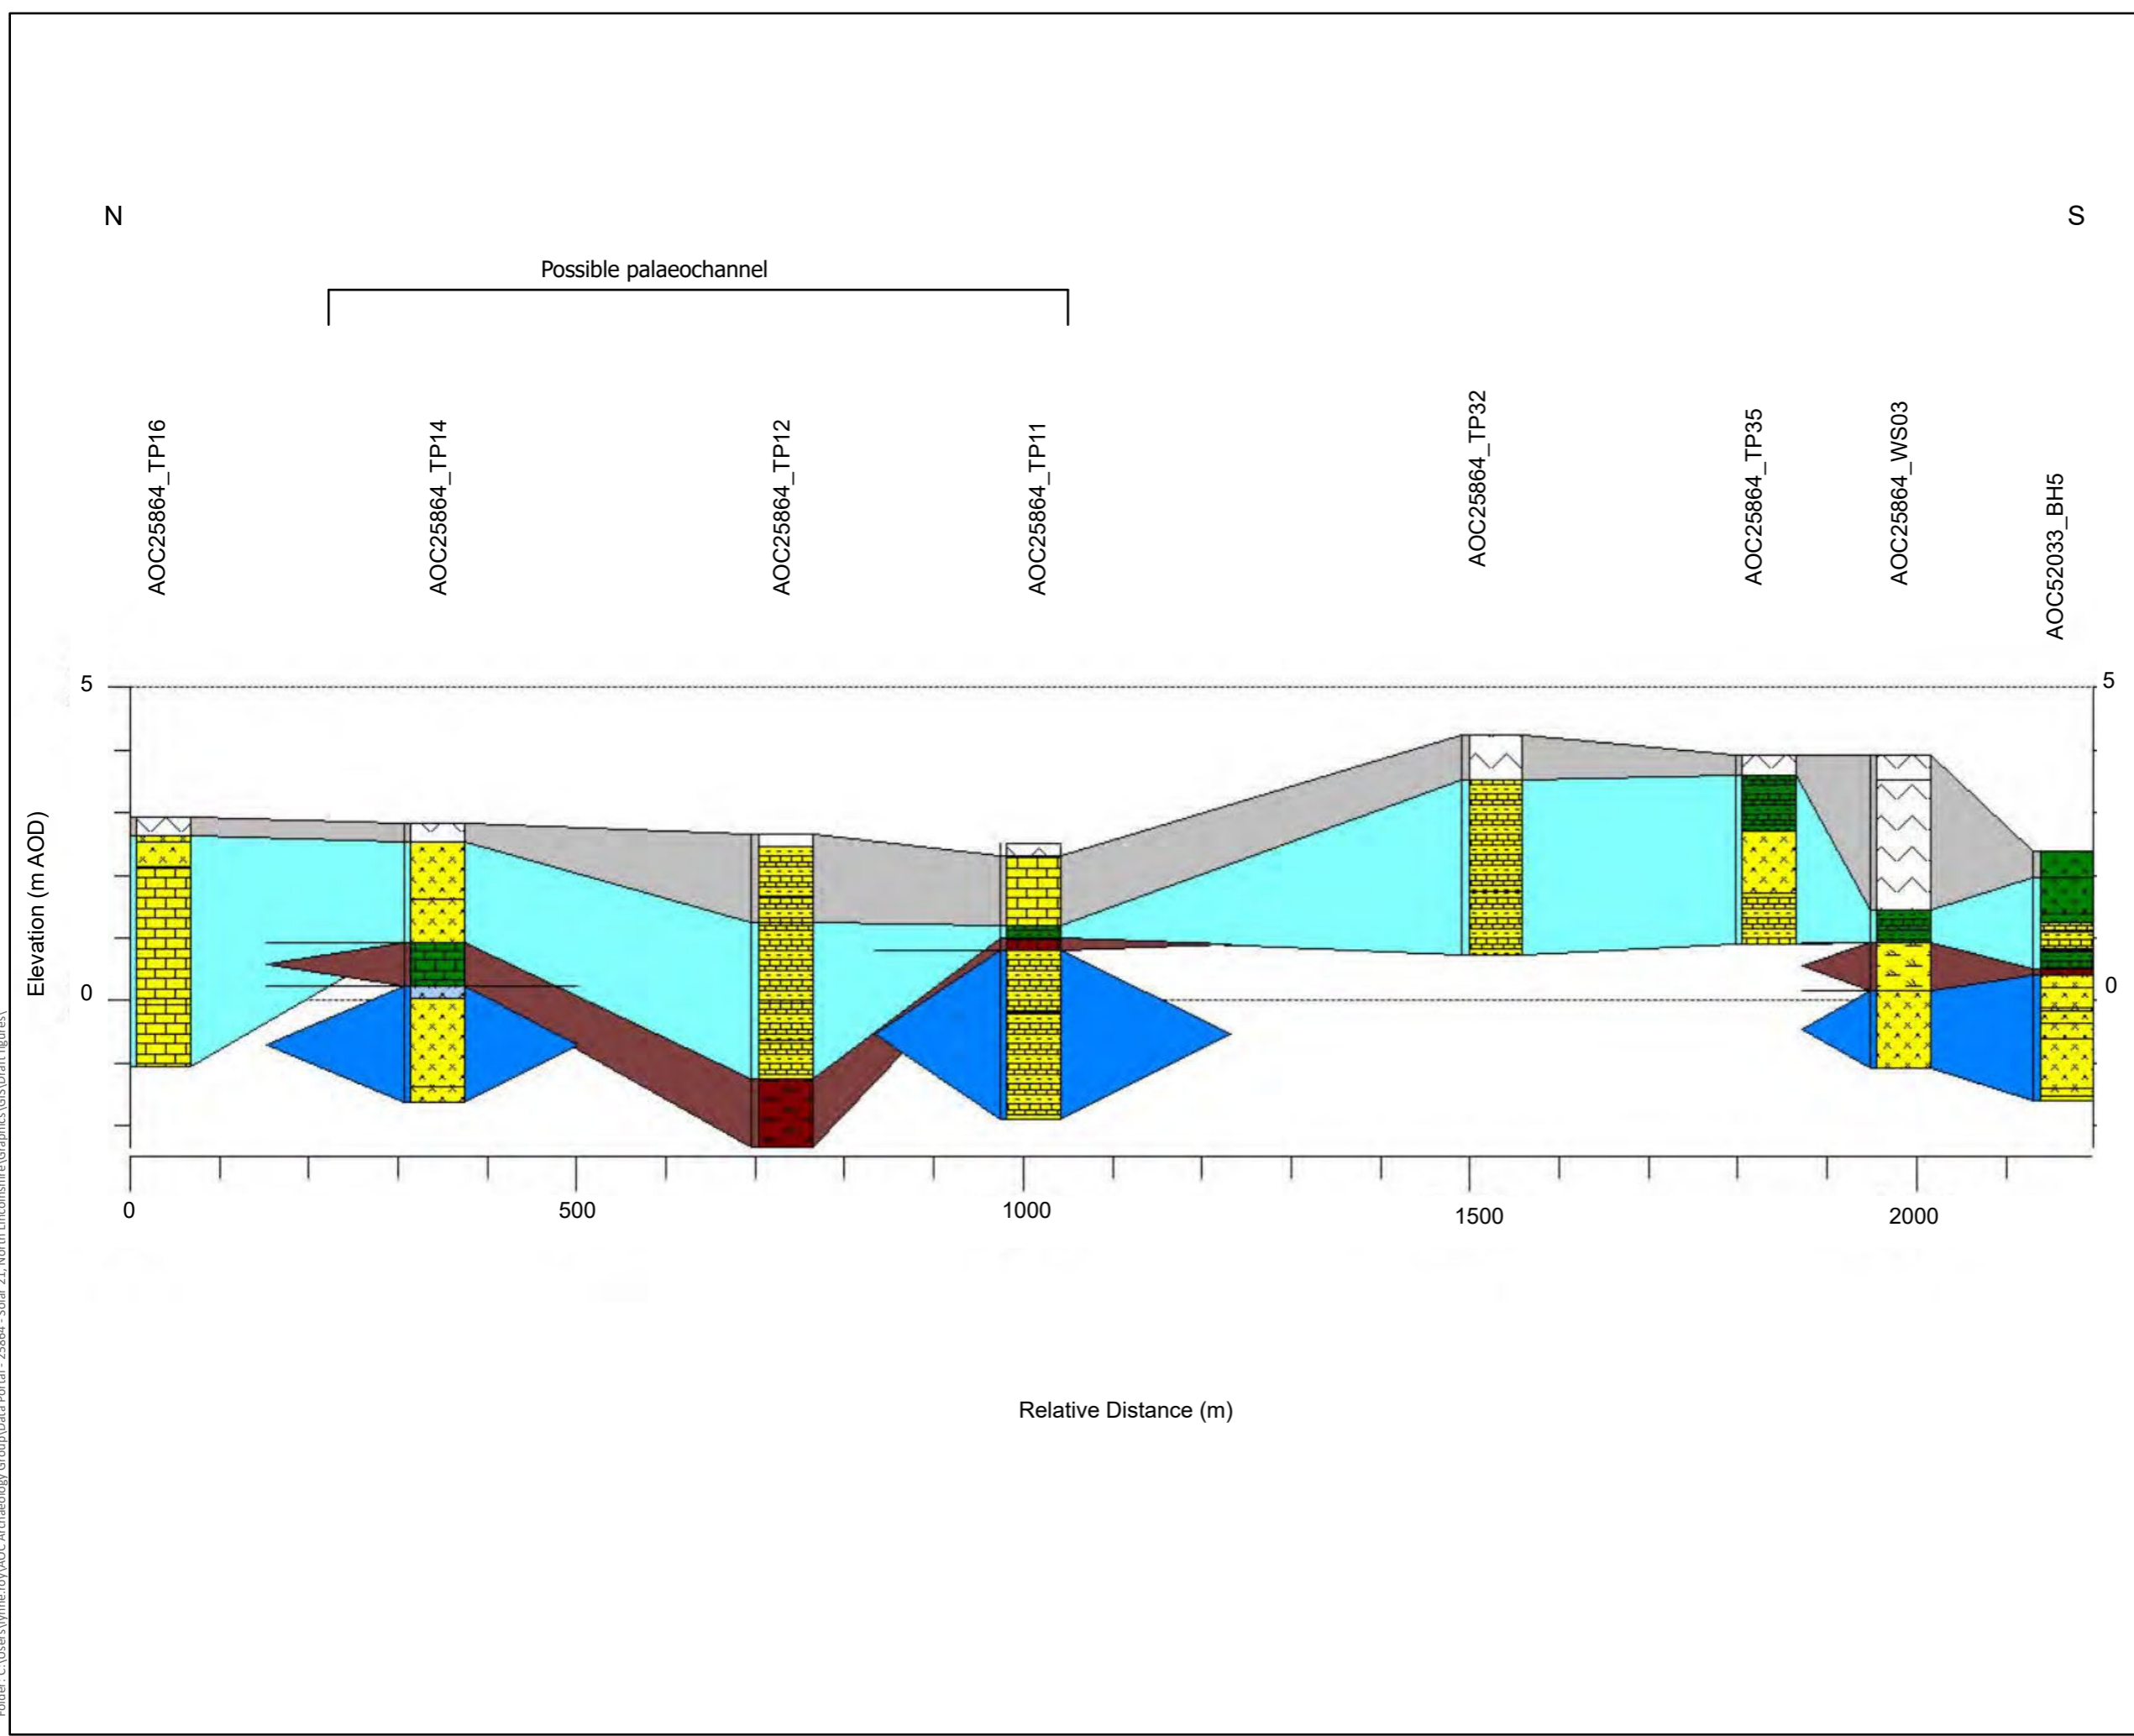 N
S
Possible palaeochannel
AOC25864_TP16
AOC25864_TP14
AOC25864_TP12
AOC25864_TP11
AOC25864_TP32
AOC25864_TP35
AOC25864_WS03
AOC52033_BH5
5
5
Elevation (m AOD)
0
0
0
500
1000
1500
2000
Relative Distance (m)